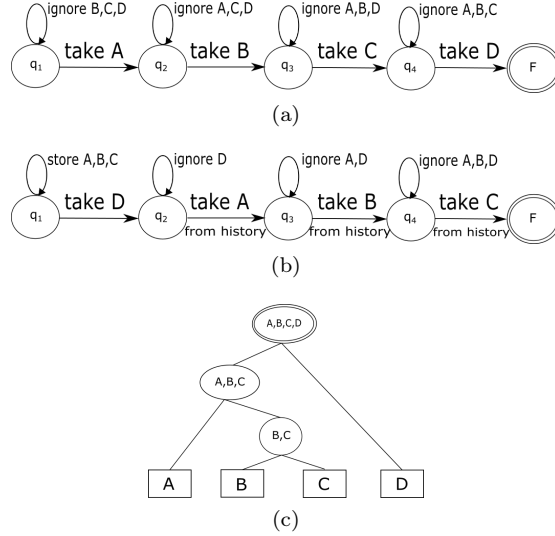 ignore B,C,D ignore A,C,D ignore A,B,D ignore A,B,C
q1 take A q2 take B q3 take C q4 take D F
(a)
store A,B,C ignore D ignore A,D ignore A,B,D
q1 take D q2 take A q3 take B q4 take C F
from history from history from history
(b)
A,B,C,D
A,B,C
B,C
A B C D
(c)